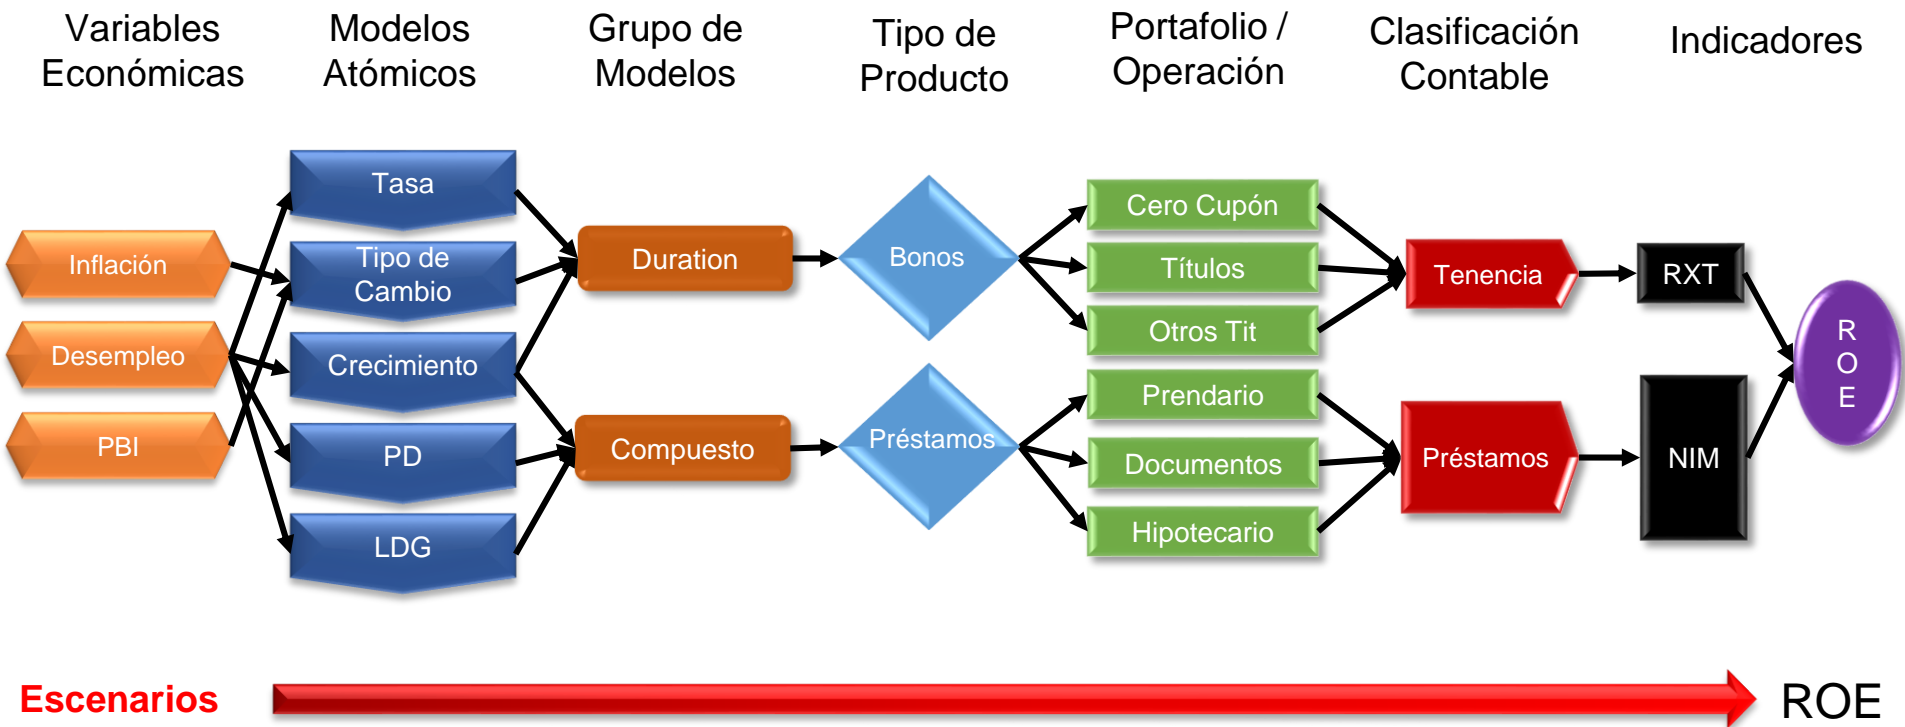 Variables
Económicas
Modelos
Atómicos
Grupo de
Modelos
Tipo de
Producto
Portafolio /
Operación
Clasificación
Contable
Indicadores
Inflación
Desempleo
PBI
Tasa
Tipo de
Cambio
Crecimiento
PD
LDG
Duration
Compuesto
Bonos
Préstamos
Cero Cupón
Títulos
Otros Tit
Prendario
Documentos
Hipotecario
Tenencia
Préstamos
RXT
NIM
R
O
E
Escenarios
ROE